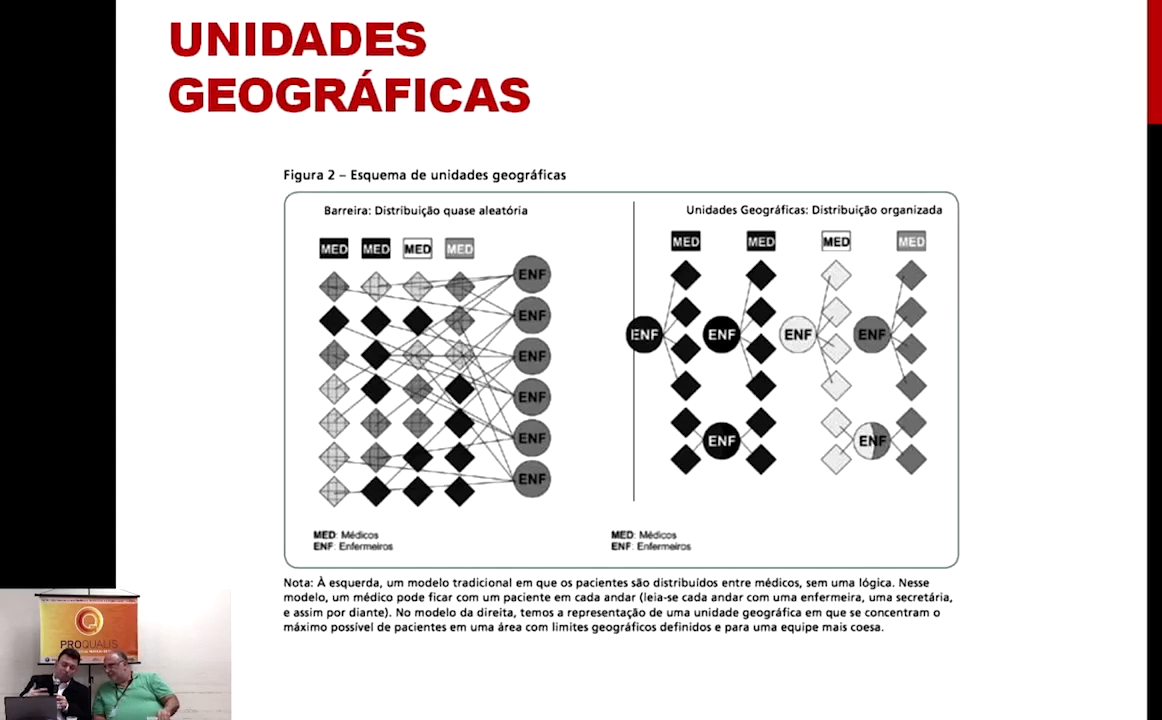 UNIDADES
GEOGRÁFICAS
Figura 2 – Esquema de unidades geográficas
Barreira: Distribuição quase aleatória
MED MED MED MED
ENF
ENF
ENF
ENF
ENF
ENF
MED: Médicos
ENF: Enfermeiros
Unidades Geográficas: Distribuição organizada
MED MED MED MED
ENF ENF ENF ENF
ENF ENF
MED: Médicos
ENF: Enfermeiros
Nota: À esquerda, um modelo tradicional em que os pacientes são distribuídos entre médicos, sem uma lógica. Nesse
modelo, um médico pode ficar com um paciente em cada andar (leia-se cada andar com uma enfermeira, uma secretária,
e assim por diante). No modelo da direita, temos a representação de uma unidade geográfica em que se concentram o
máximo possível de pacientes em uma área com limites geográficos definidos e para uma equipe mais coesa.
PROQUALIS